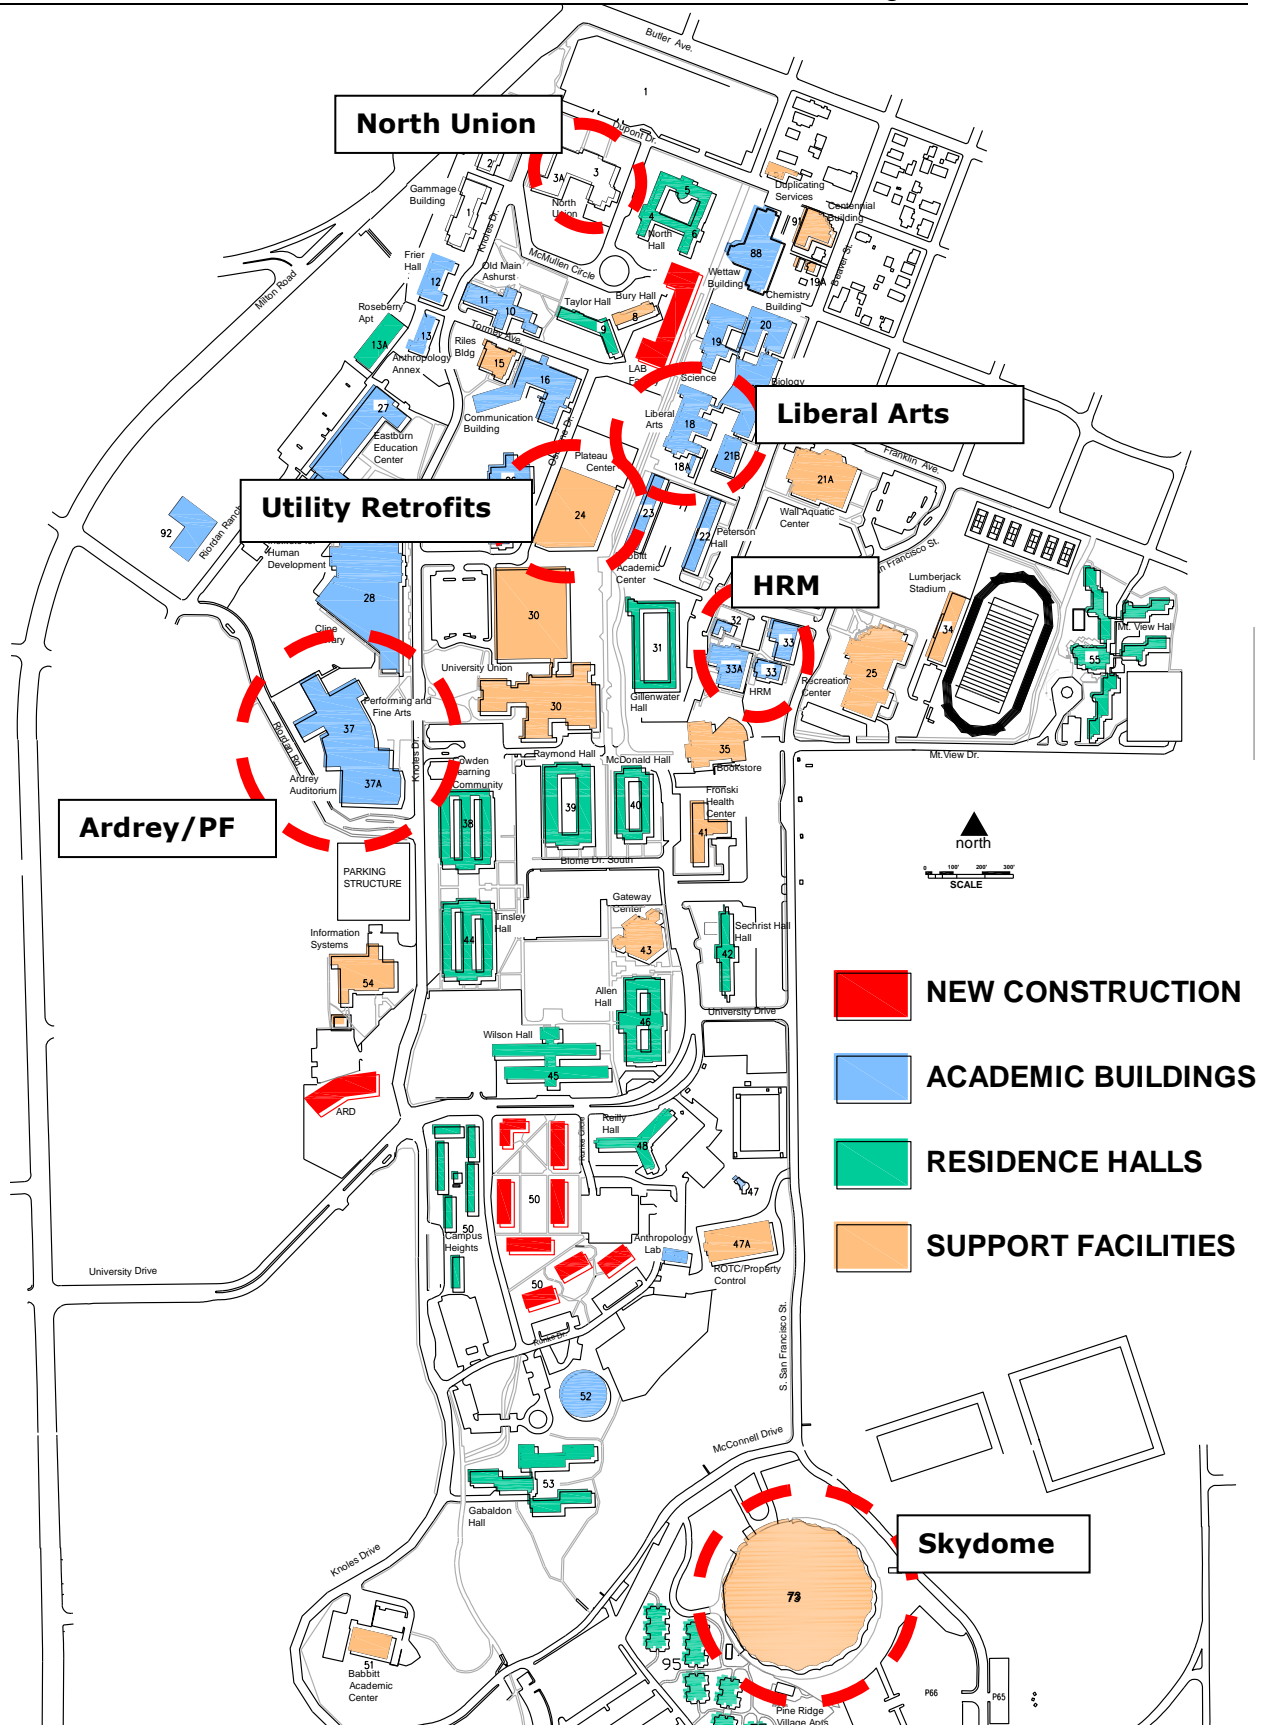 Butler Ave.
1
Dupont Dr.
North Union
2
3A
3
North
Union
Gammage
Building
1
Knoles Dr.
5
4
6
North
Hall
Duplicating
Services
91
Centennial
Building
88
Wettaw
Building
19A
Beaver St.
Chemistry
Building
McMullen Circle
Milton Road
Frier
Hall
12
Old Main
Ashurst
11
10
Taylor Hall
9
Bury Hall
8
Roseberry
Apt
13A
13
Anthropology
Annex
Tormey Ave.
Riles
Bldg
15
16
Communication
Building
LAB
19
20
Science
Biology
Liberal
Arts
18
18A
21B
Liberal Arts
Franklin Ave.
27
Eastburn
Education
Center
Plateau
Center
24
21A
Wall Aquatic
Center
Utility Retrofits
92
Human
Development
23
22
Peterson
Hall
Academic
Center
HRM
Lumberjack
Stadium
34
28
30
31
32
33
33A
33
HRM
Gillenwater
Hall
25
Recreation
Center
Mt. View Hall
55
University Union
30
Performing and
Fine Arts
37
37A
Ardrey
Auditorium
Riordan Rd.
Knoles Dr.
35
Bookstore
Mt.View Dr.
Raymond Hall
McDonald Hall
Learning
Community
38
39
40
Fronski
Health
Center
41
Ardrey/PF
north
0 100' 200' 300'
SCALE
PARKING
STRUCTURE
Biome Dr. South
Tinsley
Hall
44
Gateway
Center
43
Sechrist Hall
Hall
42
Information
Systems
54
Allen
Hall
46
University Drive
Wilson Hall
45
NEW CONSTRUCTION
ACADEMIC BUILDINGS
RESIDENCE HALLS
SUPPORT FACILITIES
ARD
Reilly
Hall
48
47
50
50
Campus
Heights
Anthropology
Lab
47A
ROTC/Property
Control
50
University Drive
Runke Dr.
S. San Francisco St.
52
McConnell Drive
53
Gabaldon
Hall
Skydome
Knoles Drive
51
Babbitt
Academic
Center
95
P66
P65
Pine Ridge
Village Apts